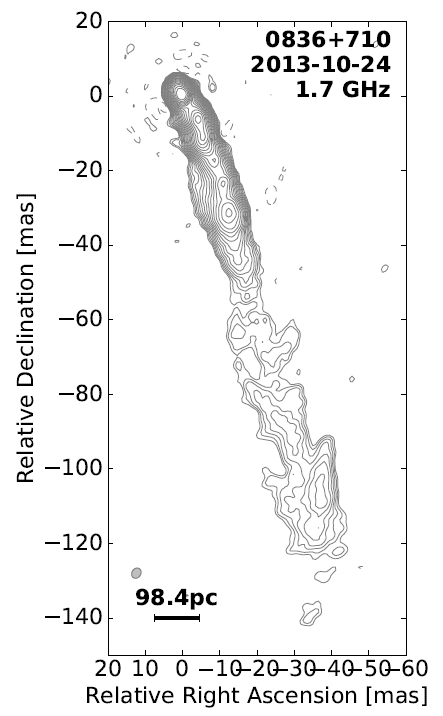 0836+710
2013-10-24
1.7 GHz
20
0
−20
−40
−60
−80
−100
−120
−140
Relative Declination [mas]
98.4pc
20 10 0 −10−20−30−40−50−60
Relative Right Ascension [mas]